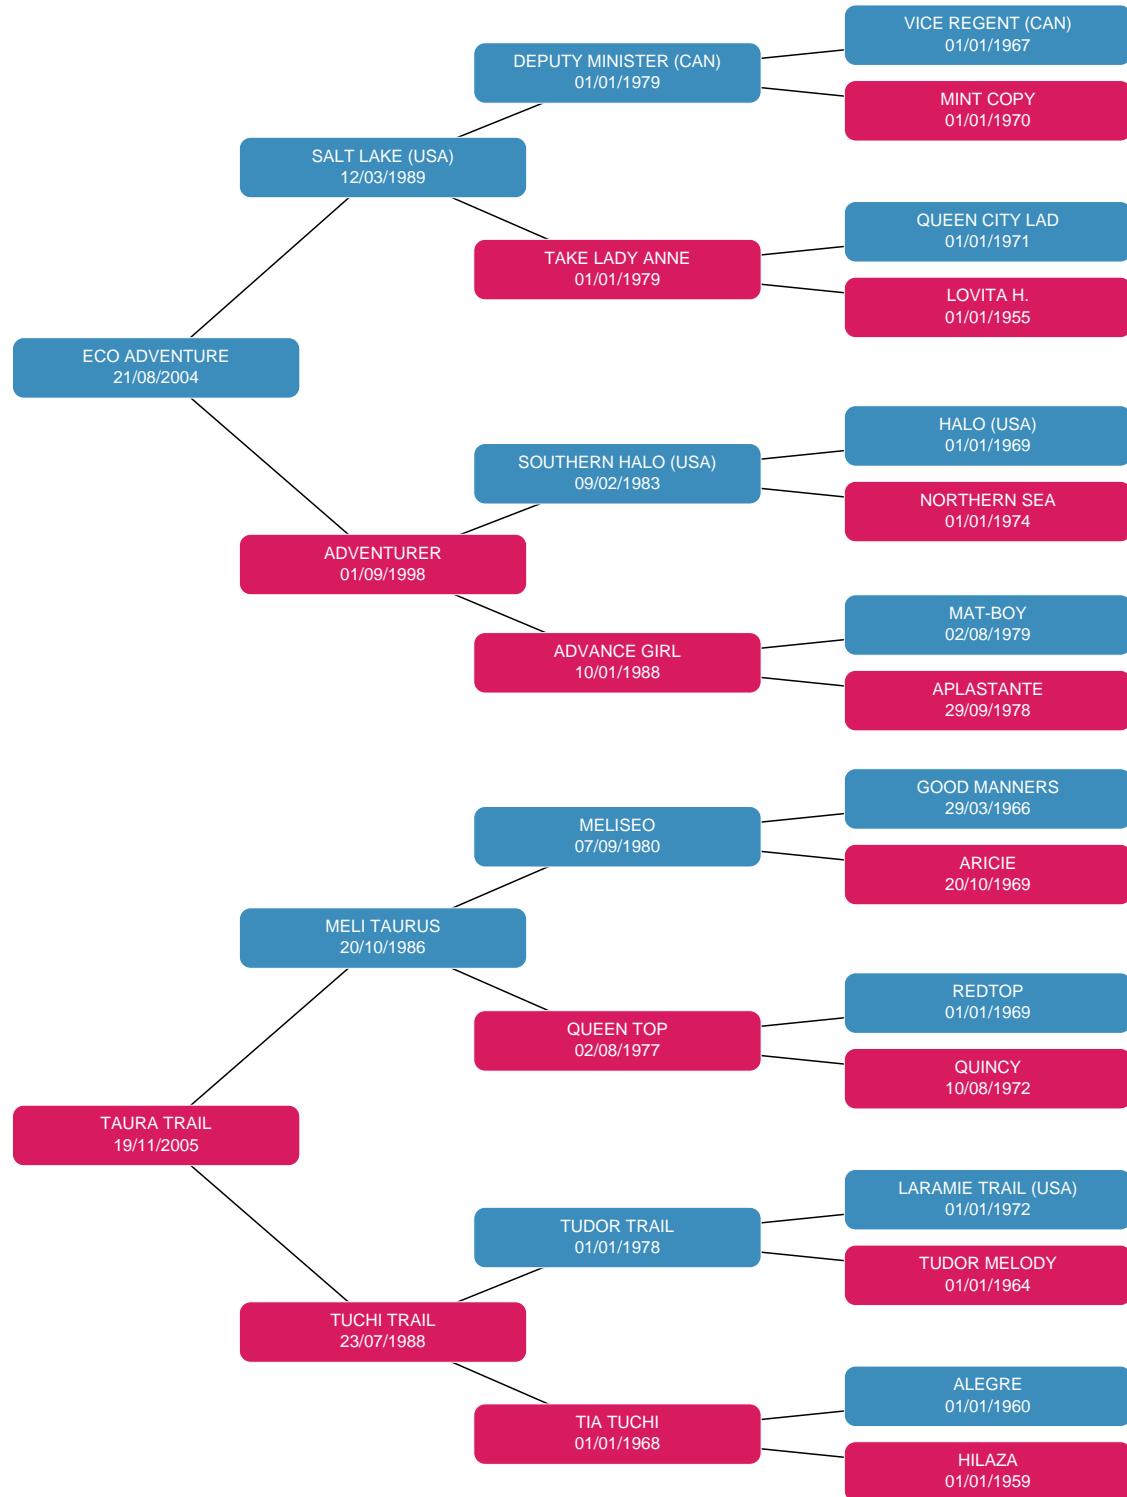 VICE REGENT (CAN)
01/01/1967
DEPUTY MINISTER (CAN)
01/01/1979
MINT COPY
01/01/1970
SALT LAKE (USA)
12/03/1989
QUEEN CITY LAD
01/01/1971
TAKE LADY ANNE
01/01/1979
LOVITA H.
01/01/1955
ECO ADVENTURE
21/08/2004
HALO (USA)
01/01/1969
SOUTHERN HALO (USA)
09/02/1983
NORTHERN SEA
01/01/1974
ADVENTURER
01/09/1998
MAT-BOY
02/08/1979
ADVANCE GIRL
10/01/1988
APLASTANTE
29/09/1978
GOOD MANNERS
29/03/1966
MELISEO
07/09/1980
ARICIE
20/10/1969
MELI TAURUS
20/10/1986
REDTOP
01/01/1969
QUEEN TOP
02/08/1977
QUINCY
10/08/1972
TAURA TRAIL
19/11/2005
LARAMIE TRAIL (USA)
01/01/1972
TUDOR TRAIL
01/01/1978
TUDOR MELODY
01/01/1964
TUCHI TRAIL
23/07/1988
ALEGRE
01/01/1960
TIA TUCHI
01/01/1968
HILAZA
01/01/1959